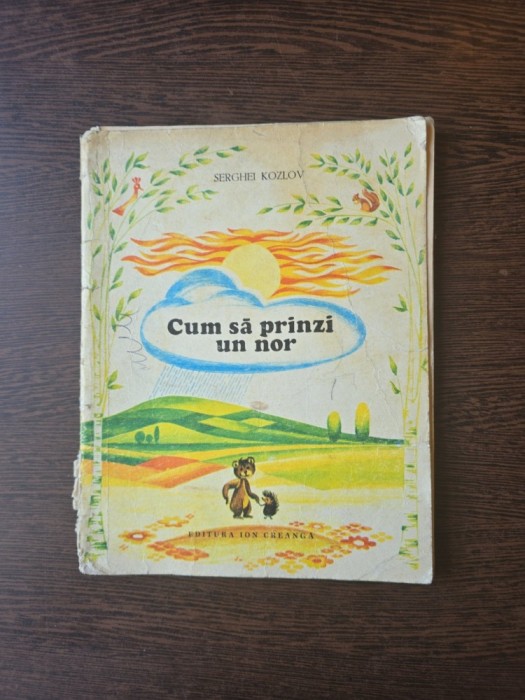 SERGHEI KOZLOV
Cum să prinzi
un nor
EDITURA ION CREANGĂ